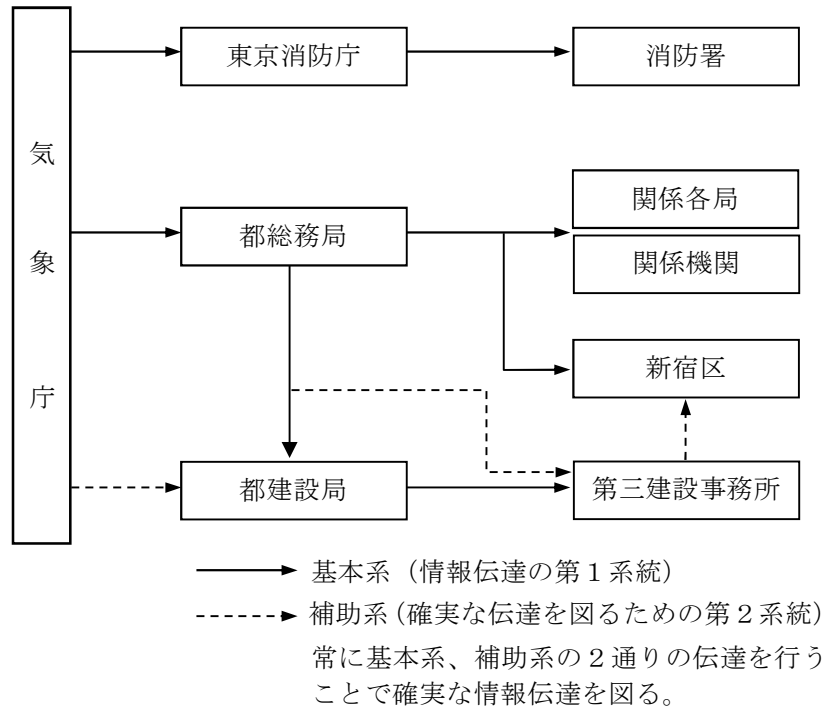 気象庁
東京消防庁
消防署
都総務局
関係各局
関係機関
新宿区
都建設局
第三建設事務所
基本系（情報伝達の第１系統）
補助系（確実な伝達を図るための第２系統）
常に基本系、補助系の２通りの伝達を行う
ことで確実な情報伝達を図る。